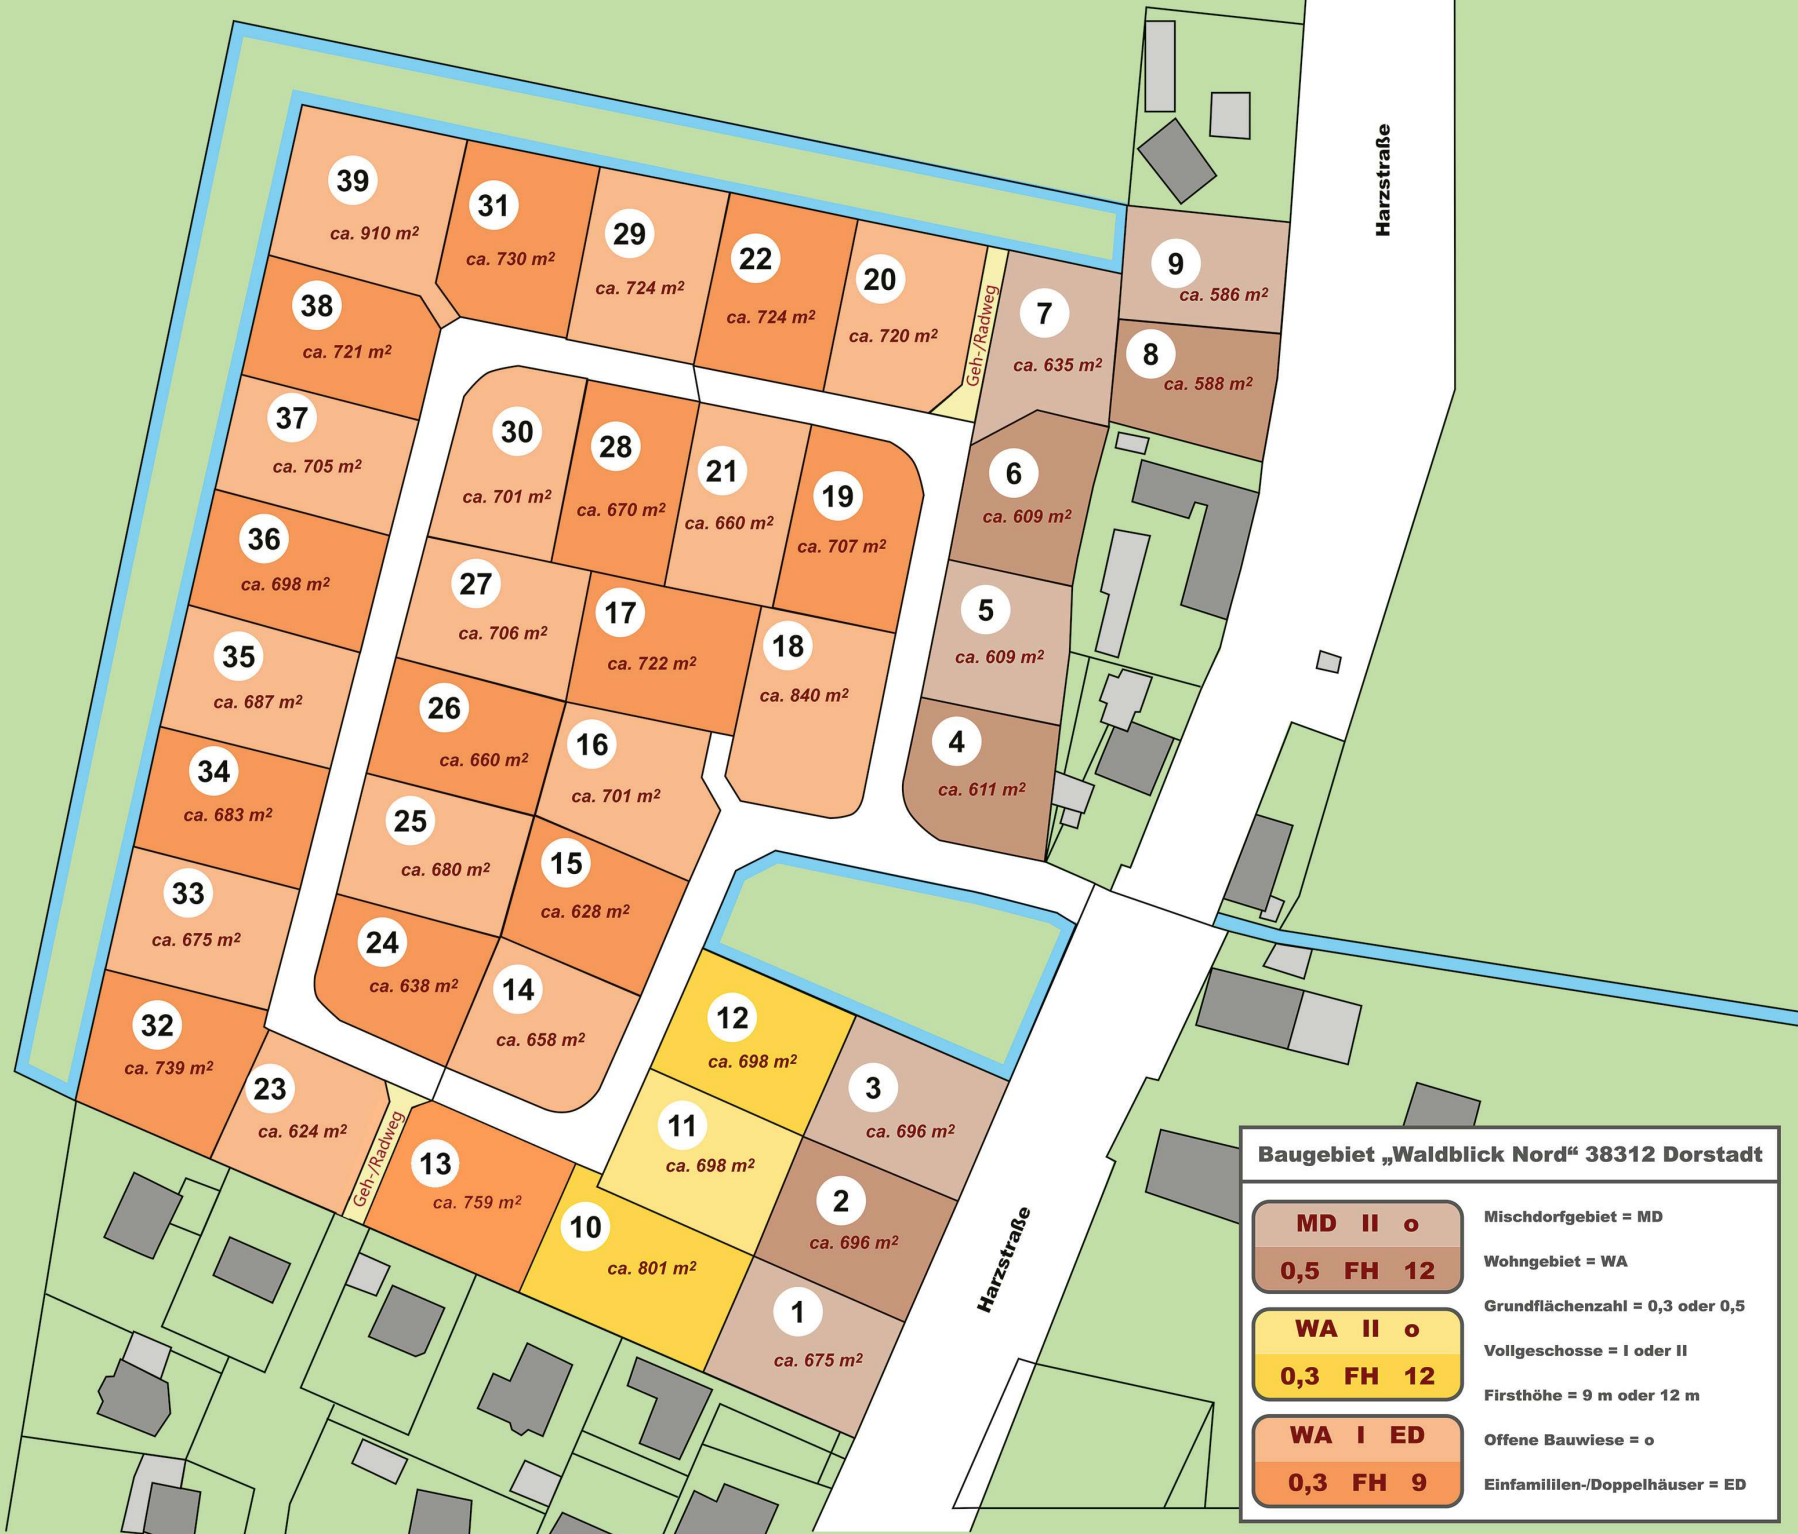 Harzstraße
39
ca. 910 m²
31
ca. 730 m²
29
ca. 724 m²
22
ca. 724 m²
20
ca. 720 m²
Geh-/Radweg
7
ca. 635 m²
9
ca. 586 m²
8
ca. 588 m²
38
ca. 721 m²
37
ca. 705 m²
30
ca. 701 m²
28
ca. 670 m²
21
ca. 660 m²
19
ca. 707 m²
6
ca. 609 m²
36
ca. 698 m²
27
ca. 706 m²
17
ca. 722 m²
18
ca. 840 m²
5
ca. 609 m²
35
ca. 687 m²
26
ca. 660 m²
16
ca. 701 m²
4
ca. 611 m²
34
ca. 683 m²
25
ca. 680 m²
15
ca. 628 m²
33
ca. 675 m²
24
ca. 638 m²
14
ca. 658 m²
32
ca. 739 m²
12
ca. 698 m²
23
ca. 624 m²
Geh-/Radweg
3
ca. 696 m²
11
ca. 698 m²
13
ca. 759 m²
2
ca. 696 m²
10
ca. 801 m²
1
ca. 675 m²
Harzstraße
Baugebiet „Waldblick Nord“ 38312 Dorstadt
MD II o
0,5 FH 12
WA II o
0,3 FH 12
WA I ED
0,3 FH 9
Mischdorfgebiet = MD
Wohngebiet = WA
Grundflächenzahl = 0,3 oder 0,5
Vollgeschosse = I oder II
Firsthöhe = 9 m oder 12 m
Offene Bauwiese = o
Einfamililen-/Doppelhäuser = ED